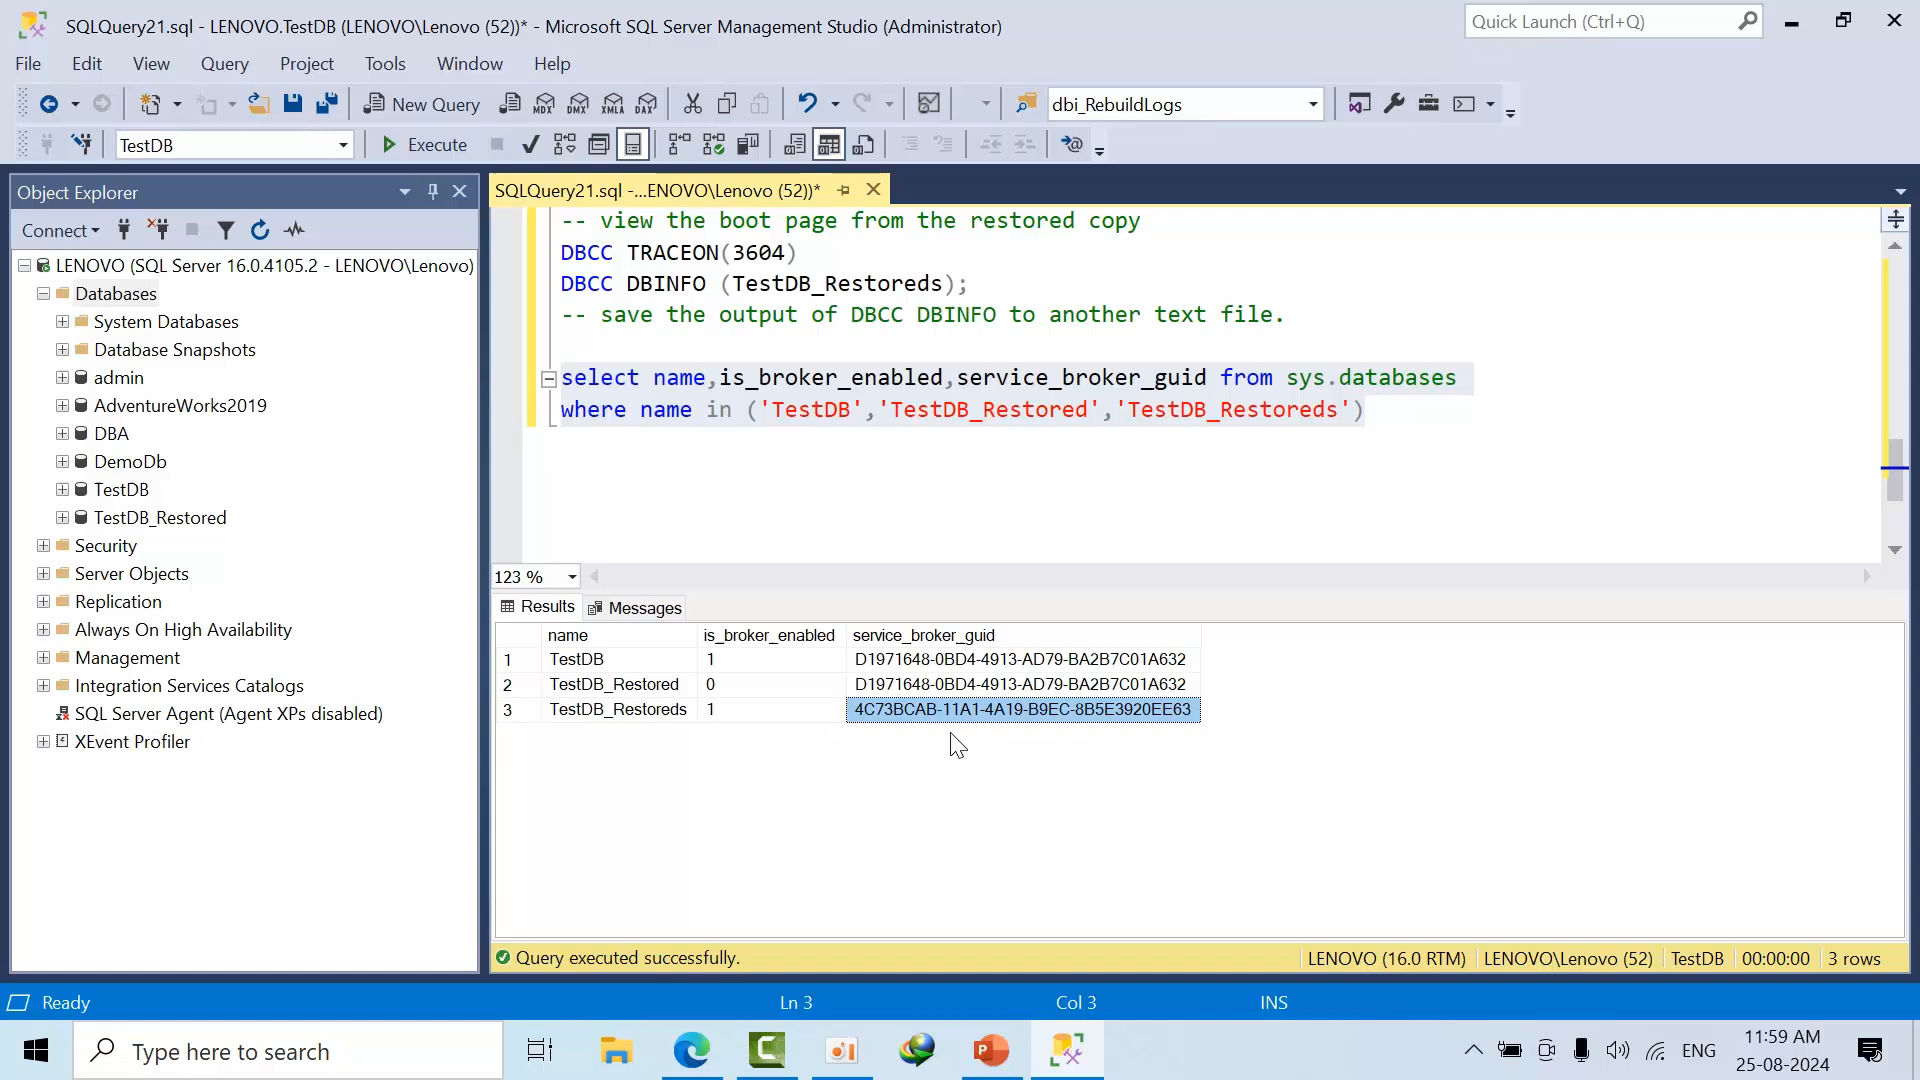 SQLQuery21.sql - LENOVO.TestDB (LENOVO\Lenovo (52))* - Microsoft SQL Server Management Studio (Administrator)
Quick Launch (Ctrl+Q)
File Edit View Query Project Tools Window Help
New Query MDX DMX XMLA DAX dbi_RebuildLogs
TestDB Execute
Object Explorer
SQLQuery21.sql -...ENOVO\Lenovo (52))*
Connect
LENOVO (SQL Server 16.0.4105.2 - LENOVO\Lenovo)
Databases
System Databases
Database Snapshots
admin
AdventureWorks2019
DBA
DemoDb
TestDB
TestDB_Restored
Security
Server Objects
Replication
Always On High Availability
Management
Integration Services Catalogs
SQL Server Agent (Agent XPs disabled)
XEvent Profiler
-- view the boot page from the restored copy
DBCC TRACEON(3604)
DBCC DBINFO (TestDB_Restoreds);
-- save the output of DBCC DBINFO to another text file.
select name,is_broker_enabled,service_broker_guid from sys.databases
where name in ('TestDB','TestDB_Restored','TestDB_Restoreds')
123 %
Results Messages
name is_broker_enabled service_broker_guid
1 TestDB 1 D1971648-0BD4-4913-AD79-BA2B7C01A632
2 TestDB_Restored 0 D1971648-0BD4-4913-AD79-BA2B7C01A632
3 TestDB_Restoreds 1 4C73BCAB-11A1-4A19-B9EC-8B5E3920EE63
Query executed successfully. LENOVO (16.0 RTM) LENOVO\Lenovo (52) TestDB 00:00:00 3 rows
Ready Ln 3 Col 3 INS
Type here to search
ENG
11:59 AM
25-08-2024